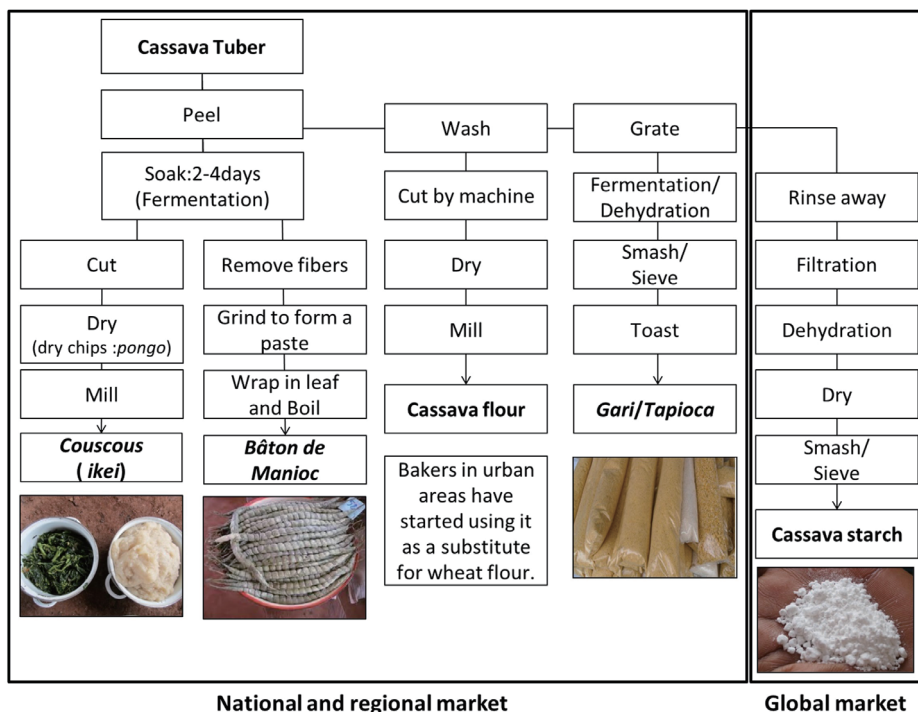 Cassava Tuber
Peel
Soak:2-4days
(Fermentation)
Cut
Dry
(dry chips :pongo)
Mill
Couscous
( ikei)
Remove fibers
Grind to form a
paste
Wrap in leaf
and Boil
Bâton de
Manioc
Wash
Cut by machine
Dry
Mill
Cassava flour
Bakers in urban
areas have
started using it
as a substitute
for wheat flour.
Grate
Fermentation/
Dehydration
Smash/
Sieve
Toast
Gari/Tapioca
Rinse away
Filtration
Dehydration
Dry
Smash/
Sieve
Cassava starch
National and regional market
Global market